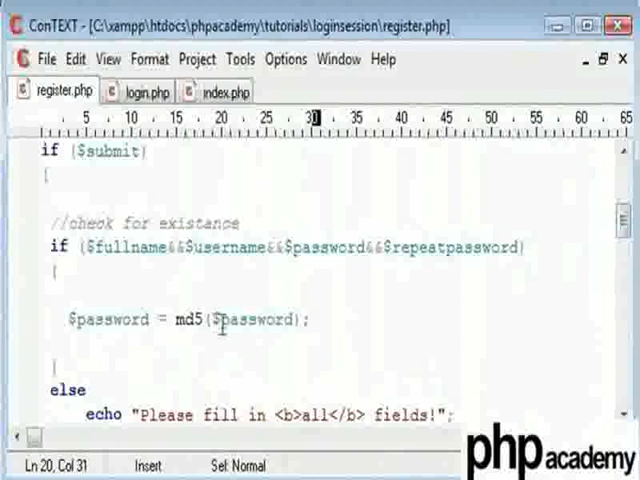 ConTEXT - [C:\xampp\htdocs\phpacademy\tutorials\loginsession\register.php]
File Edit View Format Project Tools Options Window Help
register.php login.php index.php
5 10 15 20 25 30 35 40 45 50 55 60 65
if ($submit)
{
//check for existance
if ($fullname&&$username&&$password&&$repeatpassword)
{
$password = md5($password);
}
else
echo "Please fill in <b>all</b> fields!";
php academy
Ln 20, Col 31 Insert Sel: Normal